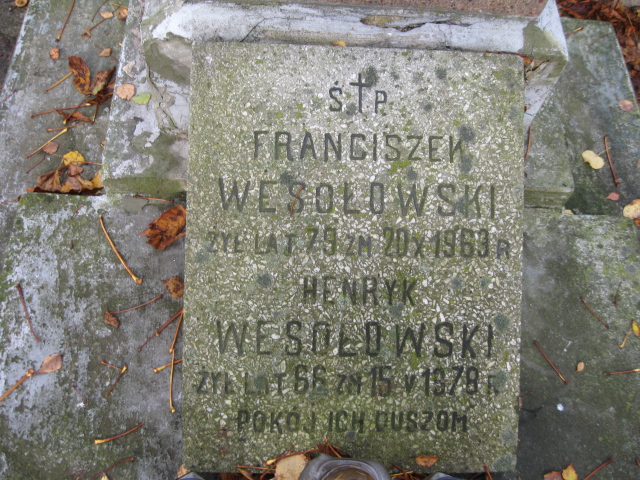 Ś†P
FRANCISZEK
WESOŁOWSKI
ŻYŁ LAT 79 ZM 20 X 1963 R
HENRYK
WESOŁOWSKI
ŻYŁ LAT 66 ZM 15 V 1978 R
POKÓJ ICH DUSZOM